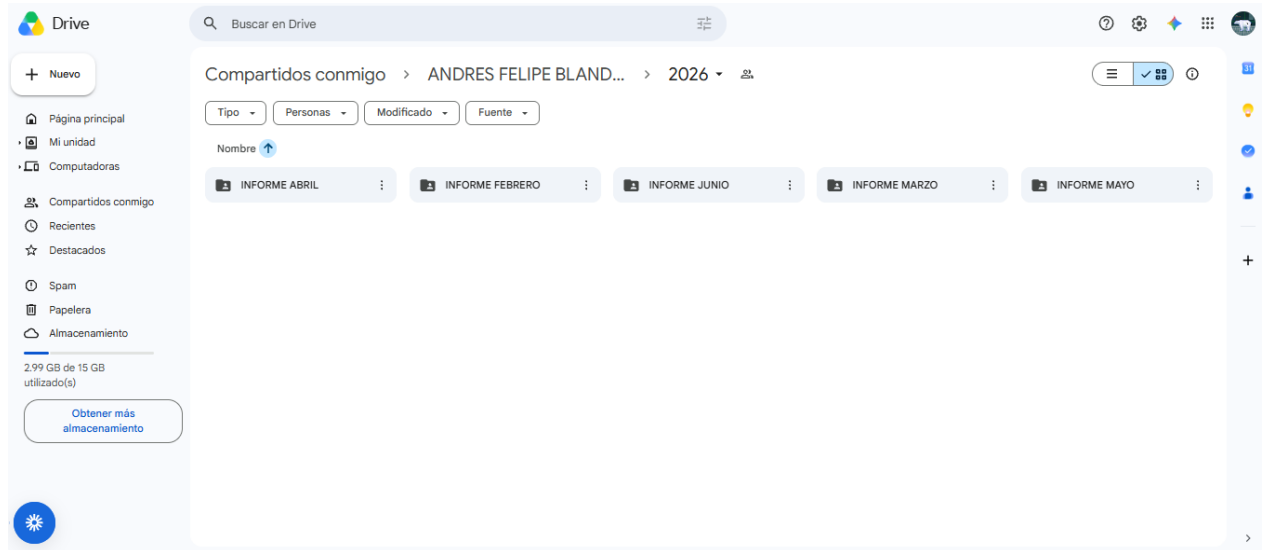 Drive
Buscar en Drive
Nuevo
Compartidos conmigo > ANDRES FELIPE BLAND... > 2026
Tipo Personas Modificado Fuente
Nombre
INFORME ABRIL INFORME FEBRERO INFORME JUNIO INFORME MARZO INFORME MAYO
Página principal
Mi unidad
Computadoras
Compartidos conmigo
Recientes
Destacados
Spam
Papelera
Almacenamiento
2.99 GB de 15 GB
utilizado(s)
Obtener más
almacenamiento
31